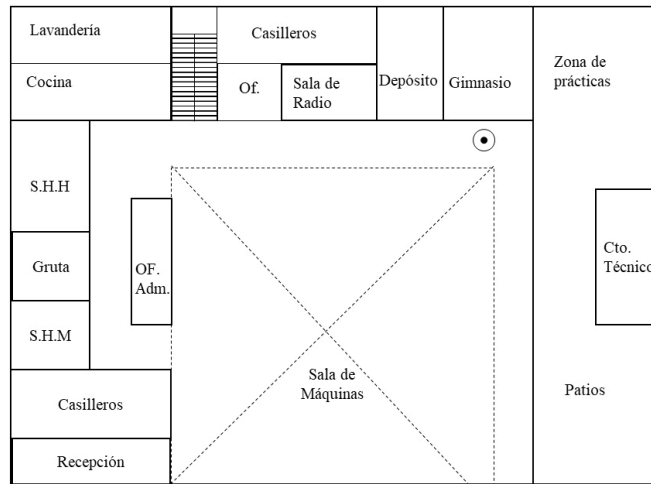 Lavandería
Casilleros
Zona de
prácticas
Cocina
Of.
Sala de
Radio
Depósito
Gimnasio
S.H.H
Gruta
OF.
Adm.
Cto.
Técnico
S.H.M
Sala de
Máquinas
Casilleros
Patios
Recepción